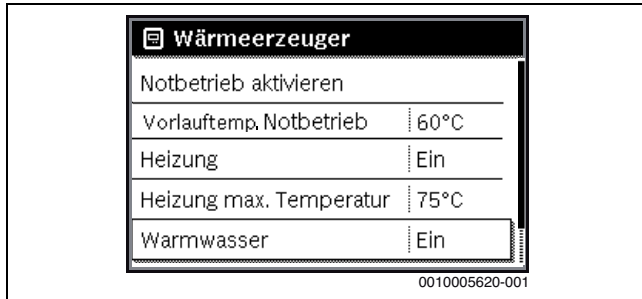 Wärmeerzeuger
Notbetrieb aktivieren
Vorlauftemp. Notbetrieb 60°C
Heizung Ein
Heizung max. Temperatur 75°C
Warmwasser Ein
0010005620-001